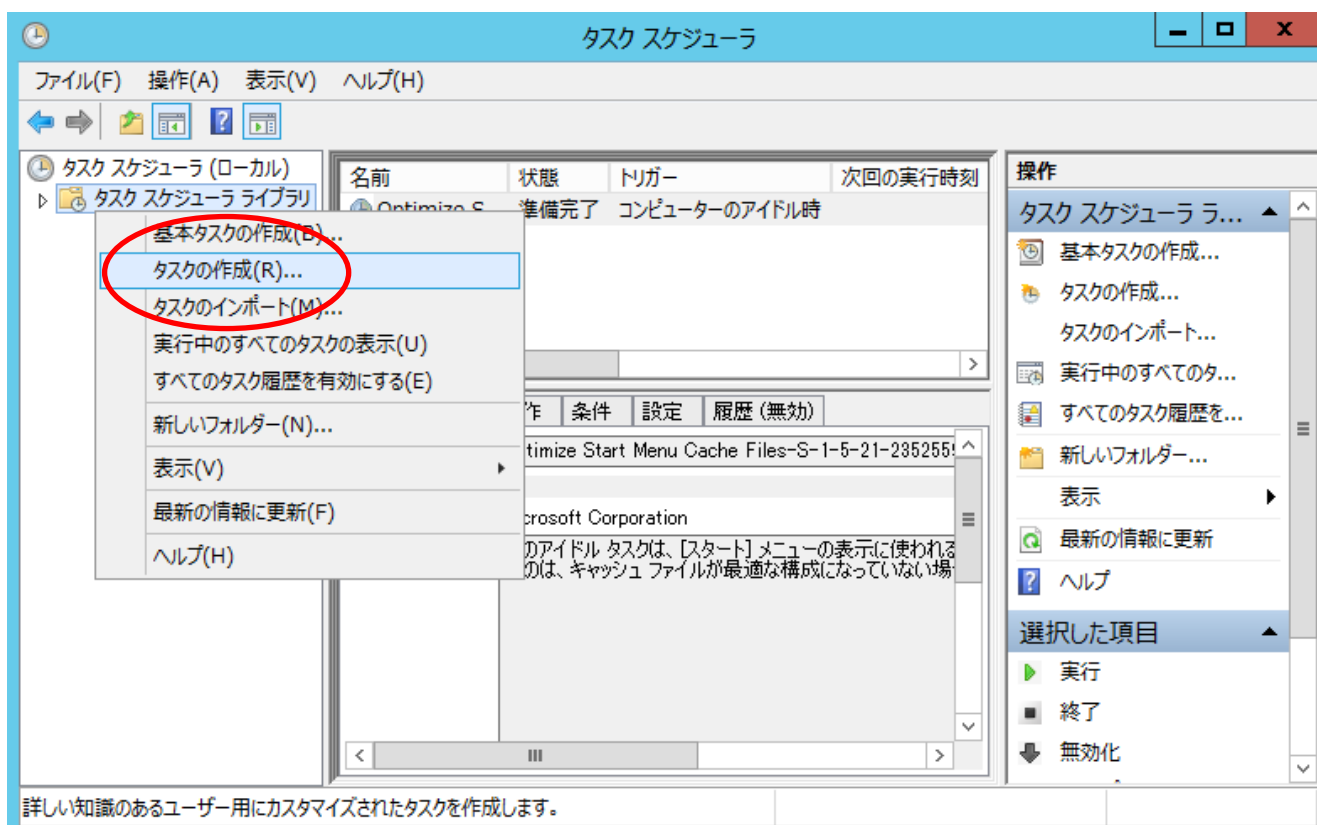 タスク スケジューラ
ファイル(F) 操作(A) 表示(V) ヘルプ(H)
タスク スケジューラ (ローカル)
タスク スケジューラ ライブラリ
基本タスクの作成(B)...
タスクの作成(R)...
タスクのインポート(M)...
実行中のすべてのタスクの表示(U)
すべてのタスク履歴を有効にする(E)
新しいフォルダー(N)...
表示(V)
最新の情報に更新(F)
ヘルプ(H)
名前 状態 トリガー 次回の実行時刻
Optimize S 準備完了 コンピューターのアイドル時
条件 設定 履歴 (無効)
timize Start Menu Cache Files-S-1-5-21-235255
crosoft Corporation
のアイドル タスクは、[スタート] メニューの表示に使われる
のは、キャッシュ ファイルが最適な構成になっていない場
操作
タスク スケジューラ ラ...
基本タスクの作成...
タスクの作成...
タスクのインポート...
実行中のすべてのタ...
すべてのタスク履歴を...
新しいフォルダー...
表示
最新の情報に更新
ヘルプ
選択した項目
実行
終了
無効化
詳しい知識のあるユーザー用にカスタマイズされたタスクを作成します。